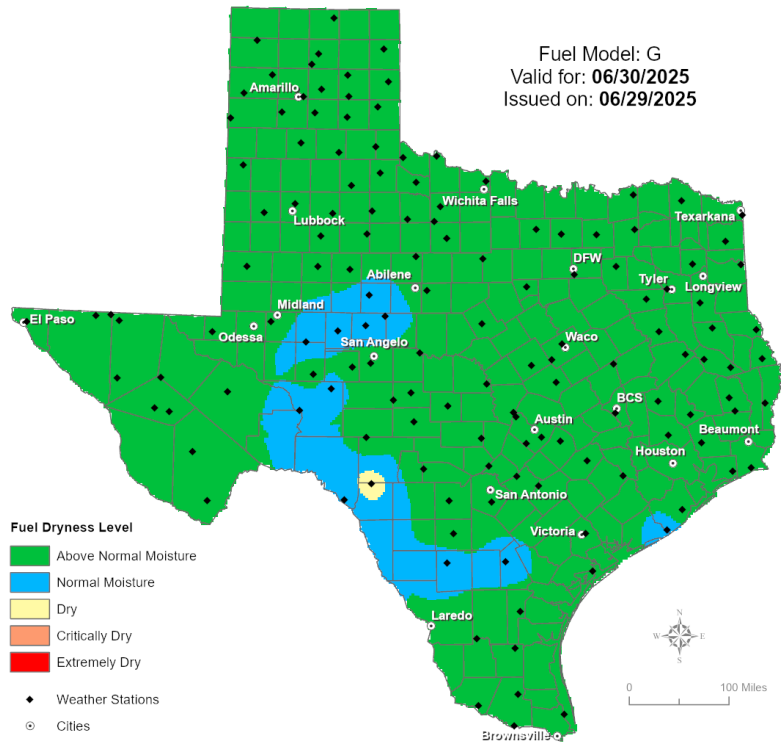 Fuel Model: G
Valid for: 06/30/2025
Issued on: 06/29/2025
Amarillo
Wichita Falls
Lubbock
Texarkana
DFW
Abilene
Tyler
Longview
Midland
El Paso
Odessa
Waco
San Angelo
BCS
Austin
Beaumont
Houston
San Antonio
Victoria
Laredo
Brownsville
Fuel Dryness Level
Above Normal Moisture
Normal Moisture
Dry
Critically Dry
Extremely Dry
Weather Stations
Cities
N
W E
S
0 100 Miles